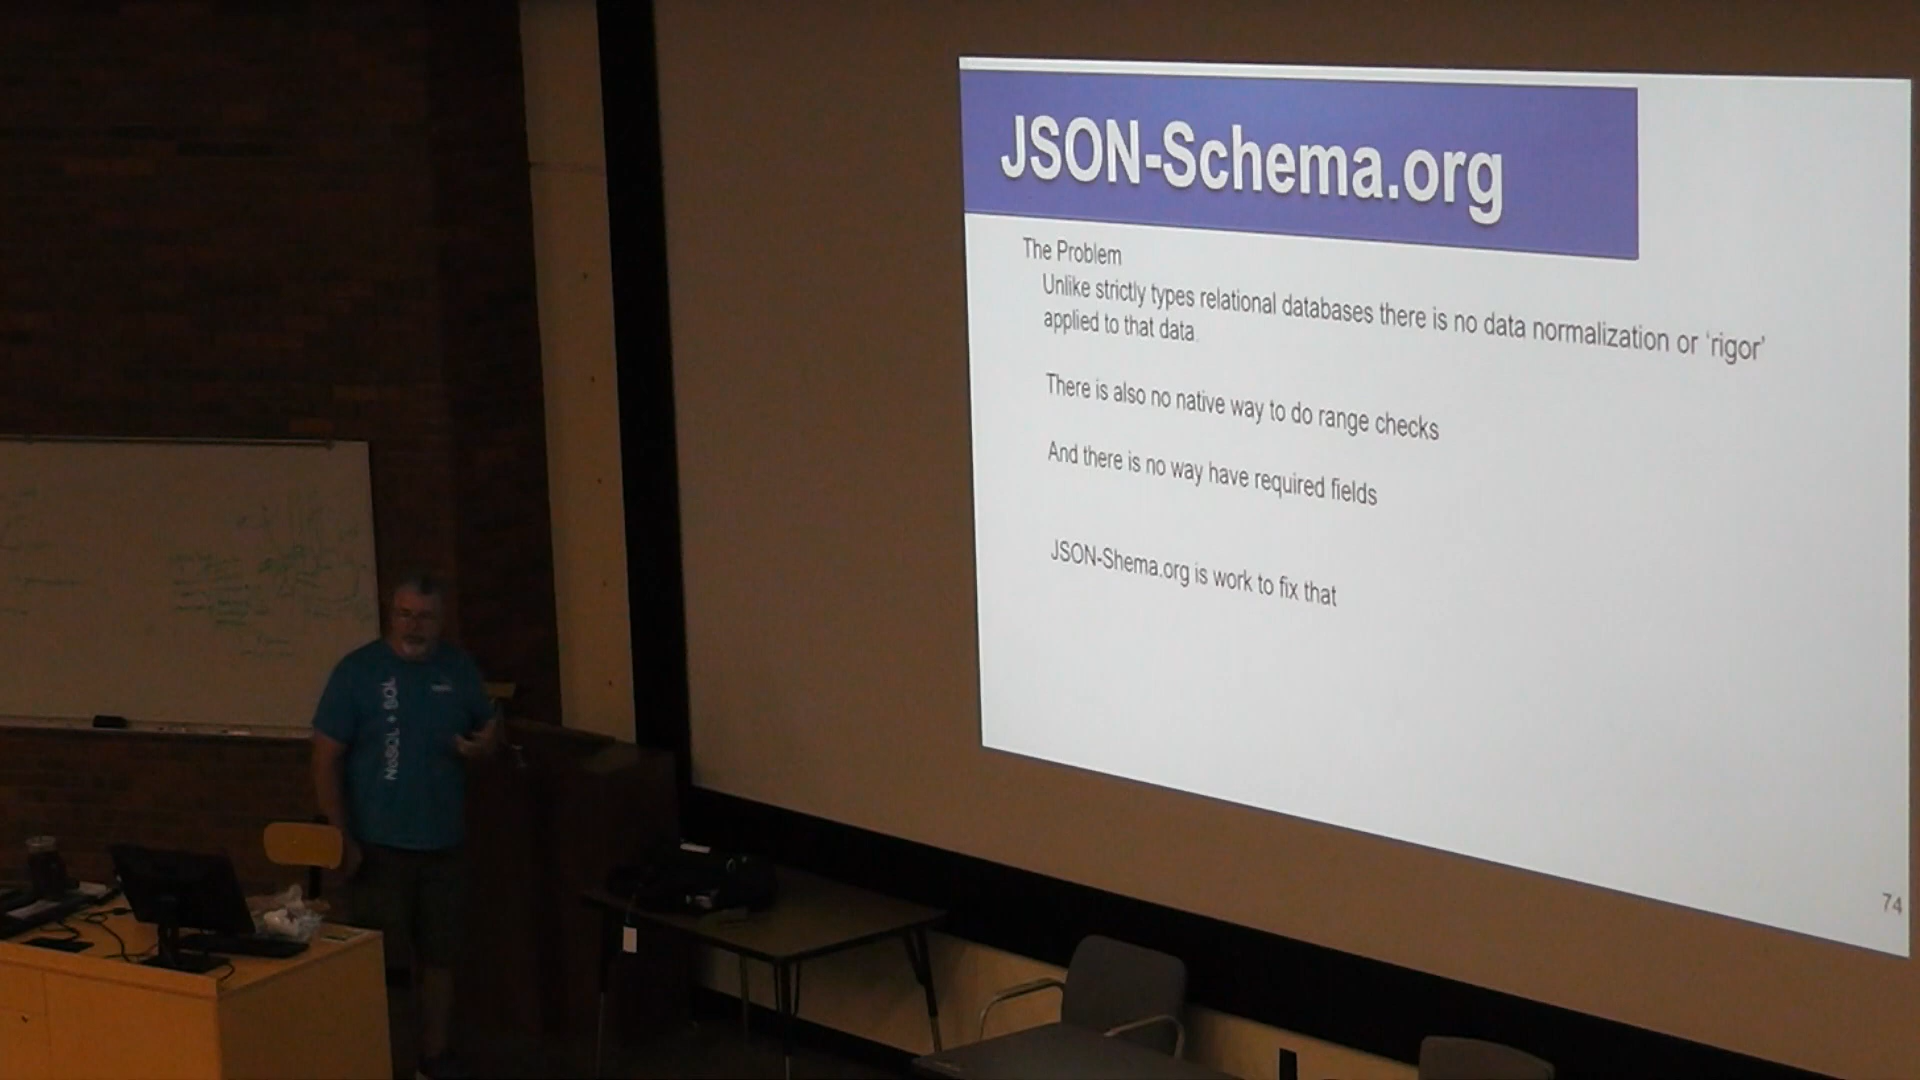 JSON-Schema.org
The Problem
Unlike strictly types relational databases there is no data normalization or 'rigor'
applied to that data.
There is also no native way to do range checks
And there is no way have required fields
JSON-Shema.org is work to fix that
74
NoSQL + SQL